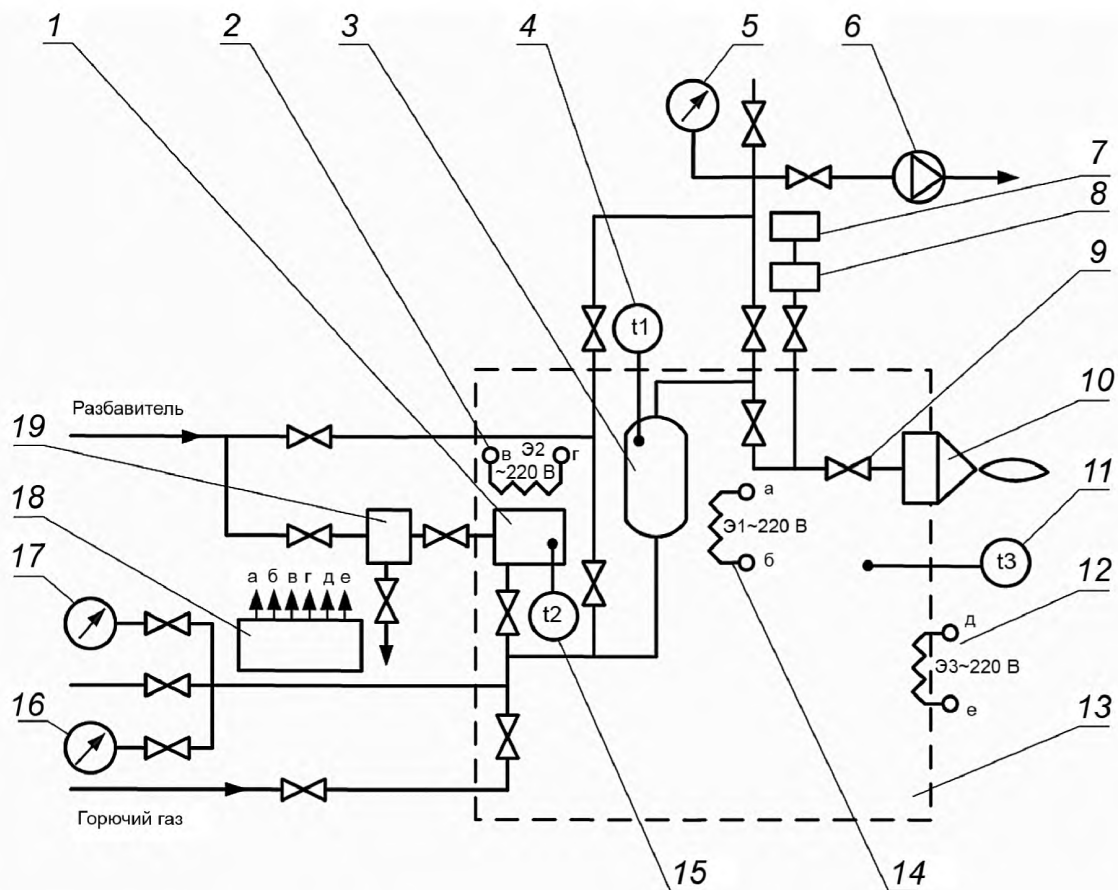 1 2 3 4 5 6
7
8
9
10
11
12
13
14
15
16
17
18
19
t1
Разбавитель
в Э2 г
~220 В
а
Э1~220 В
б
t3
а б в г д е
t2
д
Э3~220 В
е
Горючий газ